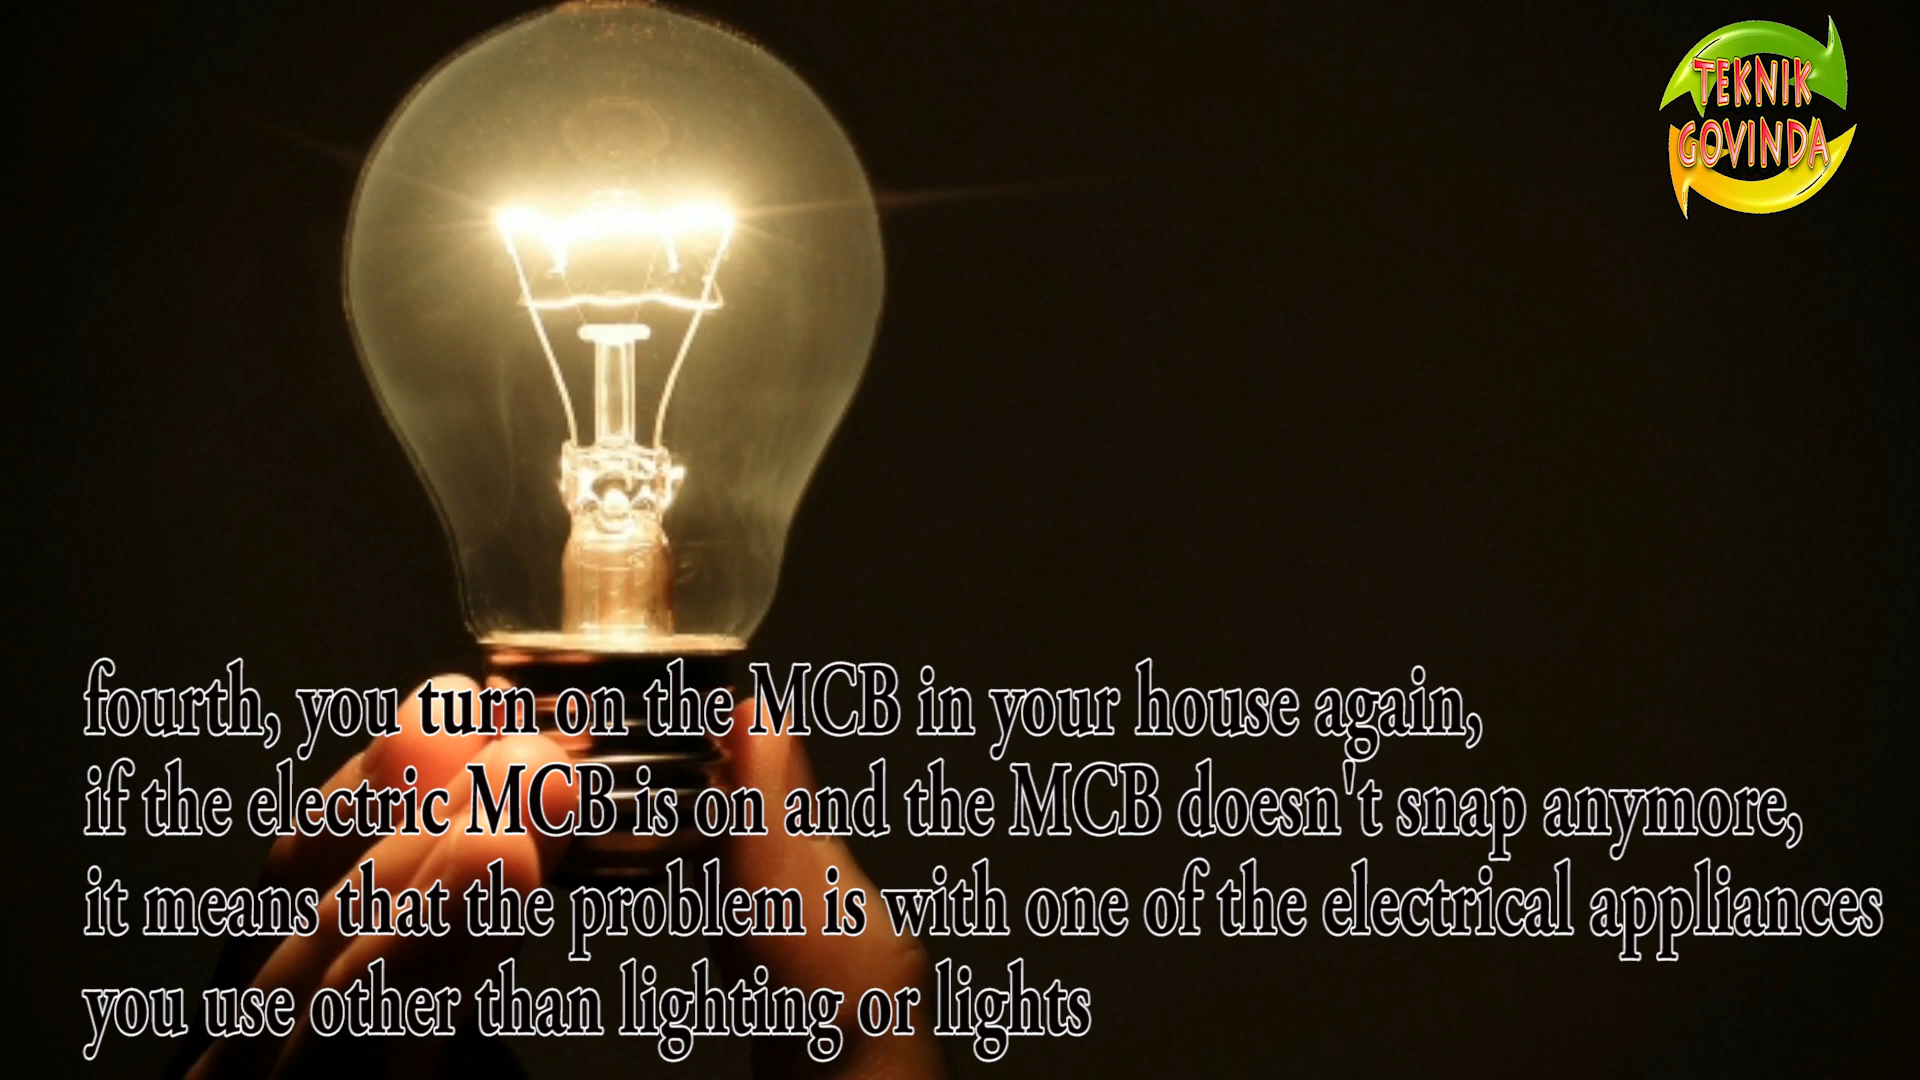 TEKNIK
GOVINDA
fourth, you turn on the MCB in your house again,
if the electric MCB is on and the MCB doesn't snap anymore,
it means that the problem is with one of the electrical appliances
you use other than lighting or lights